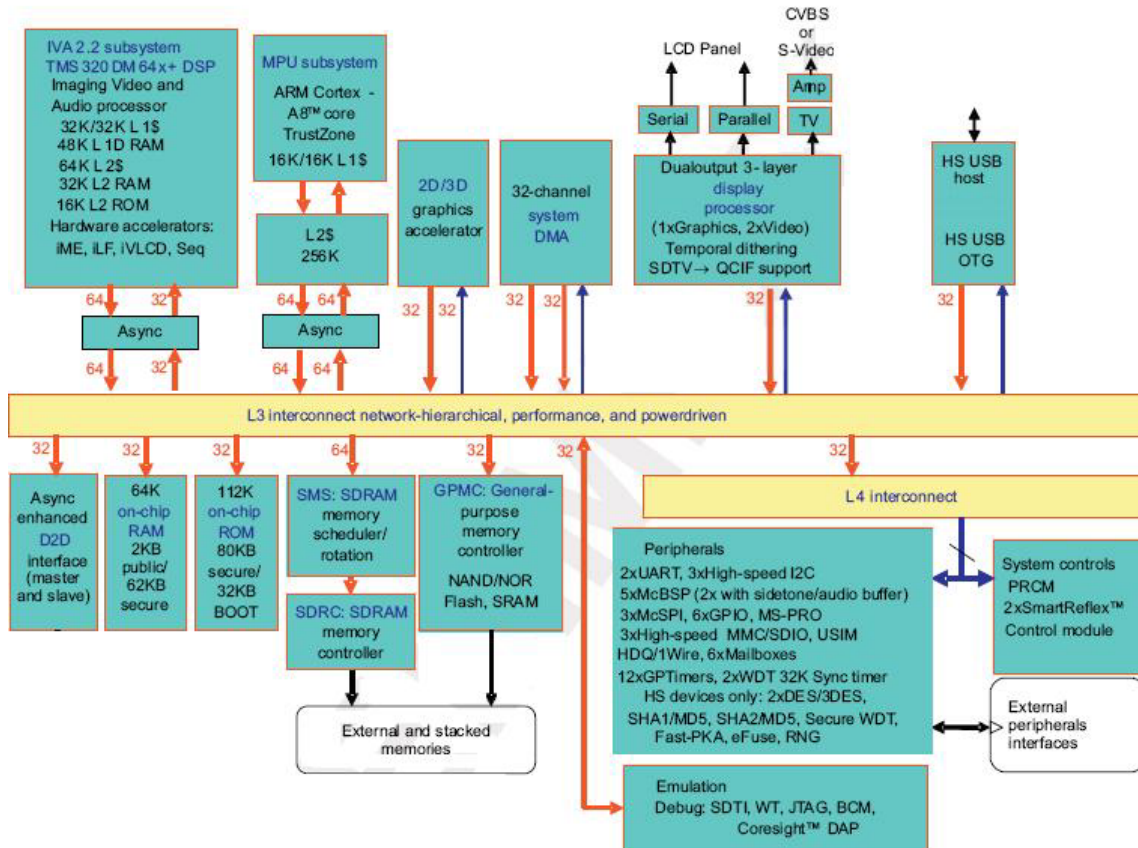 IVA 2.2 subsystem
TMS 320 DM 64x+ DSP
Imaging Video and
Audio processor
32K/32K L 1$
48K L 1D RAM
64K L 2$
32K L2 RAM
16K L2 ROM
Hardware accelerators:
iME, iLF, iVLCD, Seq
64
32
Async
64
32
MPU subsystem
ARM Cortex -
A8™ core
TrustZone
16K/16K L 1$
L2$
256K
64
64
Async
64
64
2D/3D
graphics
accelerator
32
32-channel
system
DMA
32
32
LCD Panel
CVBS
or
S-Video
Amp
Serial
Parallel
TV
Dualoutput 3- layer
display
processor
(1xGraphics, 2xVideo)
Temporal dithering
SDTV→ QCIF support
32
HS USB
host
HS USB
OTG
32
L3 interconnect network-hierarchical, performance, and powerdriven
32
32
32
64
32
32
32
Async
enhanced
D2D
interface
(master
and slave)
64K
on-chip
RAM
2KB
public/
62KB
secure
112K
on-chip
ROM
80KB
secure/
32KB
BOOT
SMS: SDRAM
memory
scheduler/
rotation
SDRC: SDRAM
memory
controller
GPMC: General-
purpose
memory
controller
NAND/NOR
Flash, SRAM
External and stacked
memories
L4 interconnect
Peripherals
2xUART, 3xHigh-speed I2C
5xMcBSP (2x with sidetone/audio buffer)
3xMcSPI, 6xGPIO, MS-PRO
3xHigh-speed MMC/SDIO, USIM
HDQ/1Wire, 6xMailboxes
12xGPTimers, 2xWDT 32K Sync timer
HS devices only: 2xDES/3DES,
SHA1/MD5, SHA2/MD5, Secure WDT,
Fast-PKA, eFuse, RNG
System controls
PRCM
2xSmartReflex™
Control module
External
peripherals
interfaces
Emulation
Debug: SDTI, WT, JTAG, BCM,
Coresight™ DAP